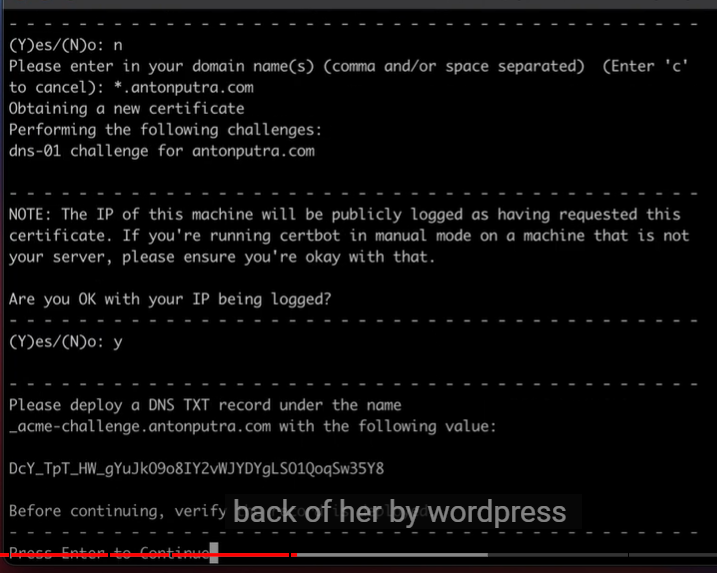 - - - - - - - - - - - - - - - - - - - - - - - - - - - - - - - - - - - - - - - -
(Y)es/(N)o: n
Please enter in your domain name(s) (comma and/or space separated)  (Enter 'c'
to cancel): *.antonputra.com
Obtaining a new certificate
Performing the following challenges:
dns-01 challenge for antonputra.com
- - - - - - - - - - - - - - - - - - - - - - - - - - - - - - - - - - - - - - - -
NOTE: The IP of this machine will be publicly logged as having requested this
certificate. If you're running certbot in manual mode on a machine that is not
your server, please ensure you're okay with that.
Are you OK with your IP being logged?
- - - - - - - - - - - - - - - - - - - - - - - - - - - - - - - - - - - - - - - -
(Y)es/(N)o: y
- - - - - - - - - - - - - - - - - - - - - - - - - - - - - - - - - - - - - - - -
Please deploy a DNS TXT record under the name
_acme-challenge.antonputra.com with the following value:
DcY_TpT_HW_gYuJkO9o8IY2vWJYDYgLSO1QoqSw35Y8
Before continuing, verify
back of her by wordpress
- - - - - - - - - - - - - - - - - - - - - - - - - - - - - - - - - - - - - - - -
Press Enter to Continue